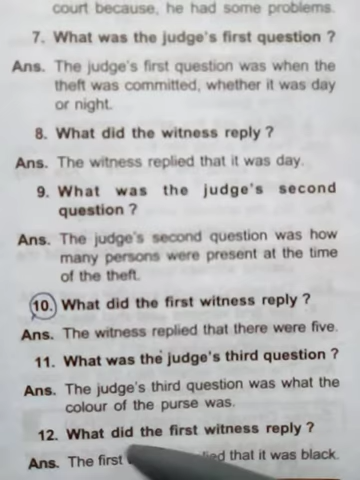 court because, he had some problems.
7. What was the judge's first question ?
Ans. The judge's first question was when the
theft was committed, whether it was day
or night.
8. What did the witness reply ?
Ans. The witness replied that it was day.
9. What was the judge's second
question ?
Ans. The judge's second question was how
many persons were present at the time
of the theft.
10. What did the first witness reply ?
Ans. The witness replied that there were five.
11. What was the judge's third question ?
Ans. The judge's third question was what the
colour of the purse was.
12. What did the first witness reply ?
Ans. The first that it was black.